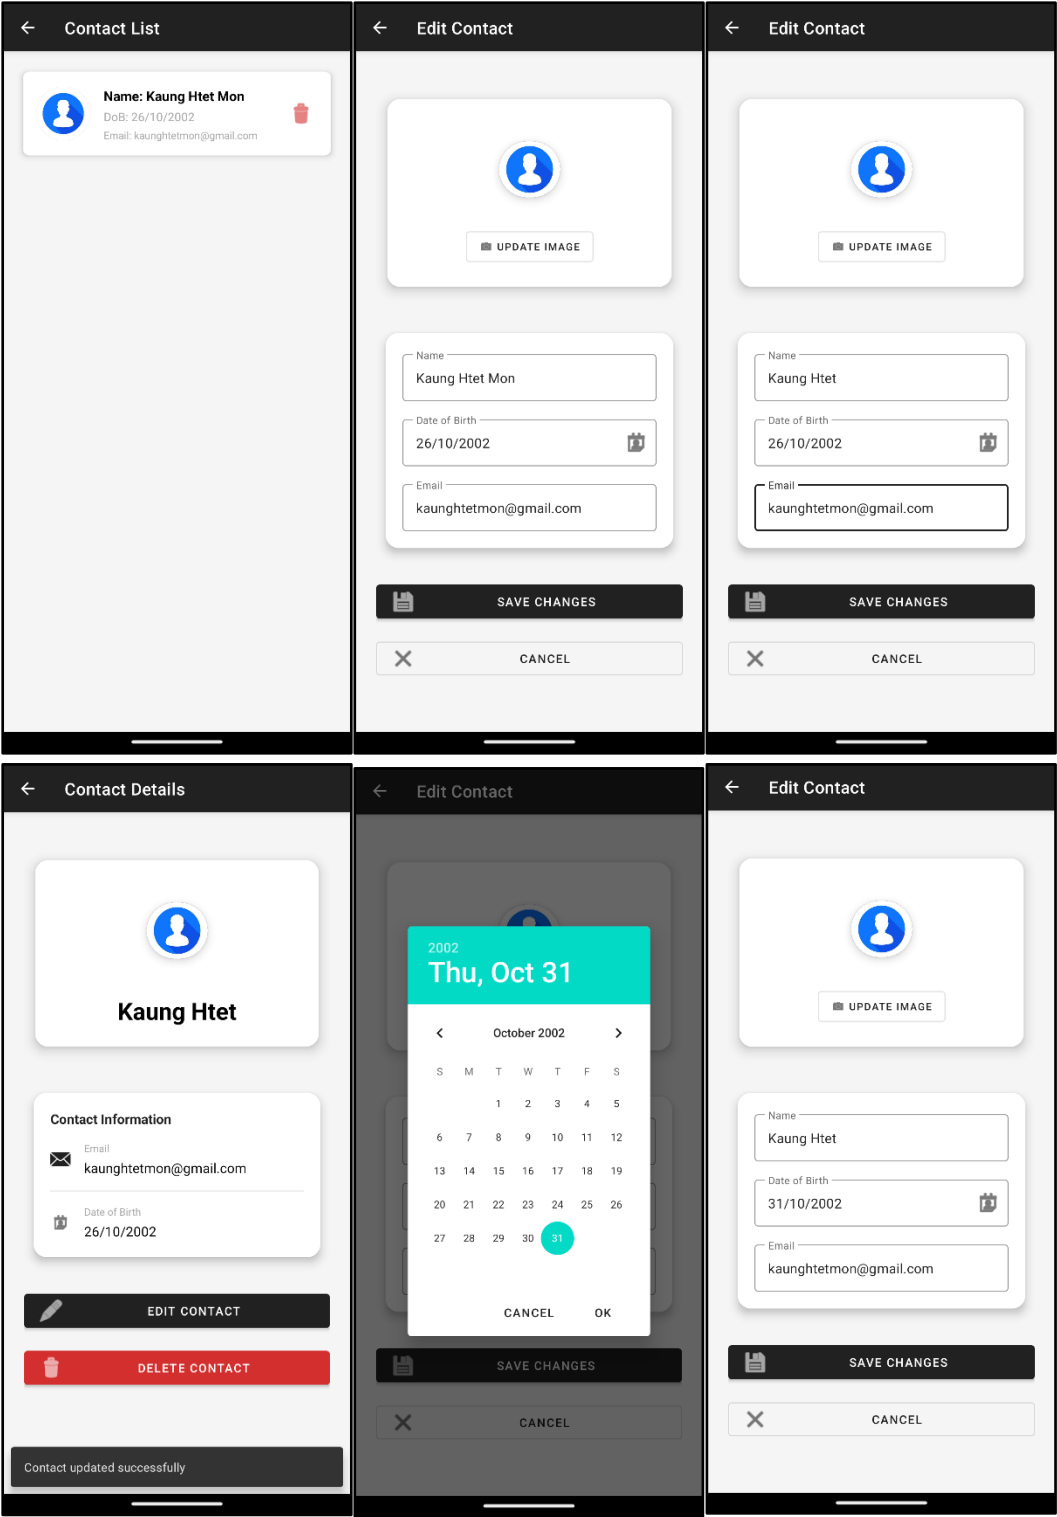 Contact List
Name: Kaung Htet Mon
DoB: 26/10/2002
Email: kaunghtetmon@gmail.com
Edit Contact
UPDATE IMAGE
Name
Kaung Htet Mon
Date of Birth
26/10/2002
Email
kaunghtetmon@gmail.com
SAVE CHANGES
CANCEL
Edit Contact
UPDATE IMAGE
Name
Kaung Htet
Date of Birth
26/10/2002
Email
kaunghtetmon@gmail.com
SAVE CHANGES
CANCEL
Contact Details
Kaung Htet
Contact Information
Email
kaunghtetmon@gmail.com
Date of Birth
26/10/2002
EDIT CONTACT
DELETE CONTACT
Contact updated successfully
Edit Contact
2002
Thu, Oct 31
October 2002
S M T W T F S
1 2 3 4 5
6 7 8 9 10 11 12
13 14 15 16 17 18 19
20 21 22 23 24 25 26
27 28 29 30 31
CANCEL OK
SAVE CHANGES
CANCEL
Edit Contact
UPDATE IMAGE
Name
Kaung Htet
Date of Birth
31/10/2002
Email
kaunghtetmon@gmail.com
SAVE CHANGES
CANCEL